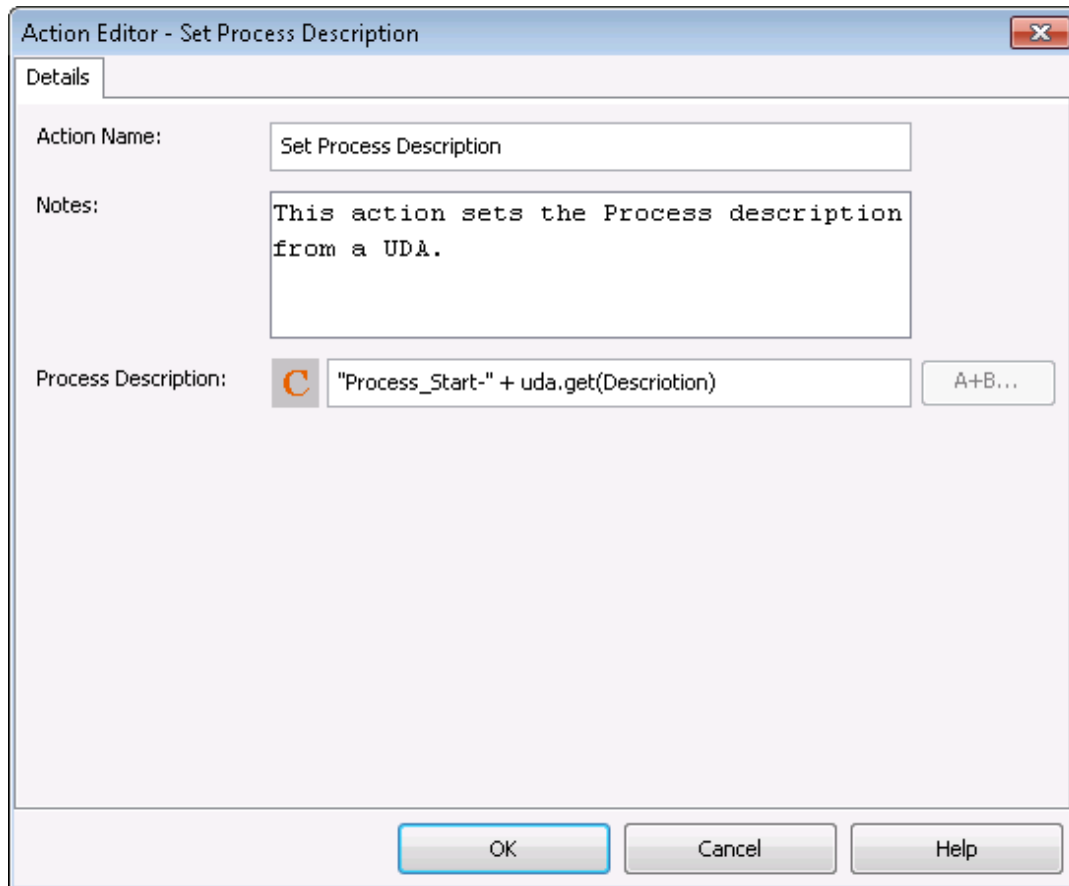 Action Editor - Set Process Description
Details
Action Name:
Set Process Description
Notes:
This action sets the Process description
from a UDA.
Process Description:
C
"Process_Start-" + uda.get(Descriotion)
A+B...
OK
Cancel
Help